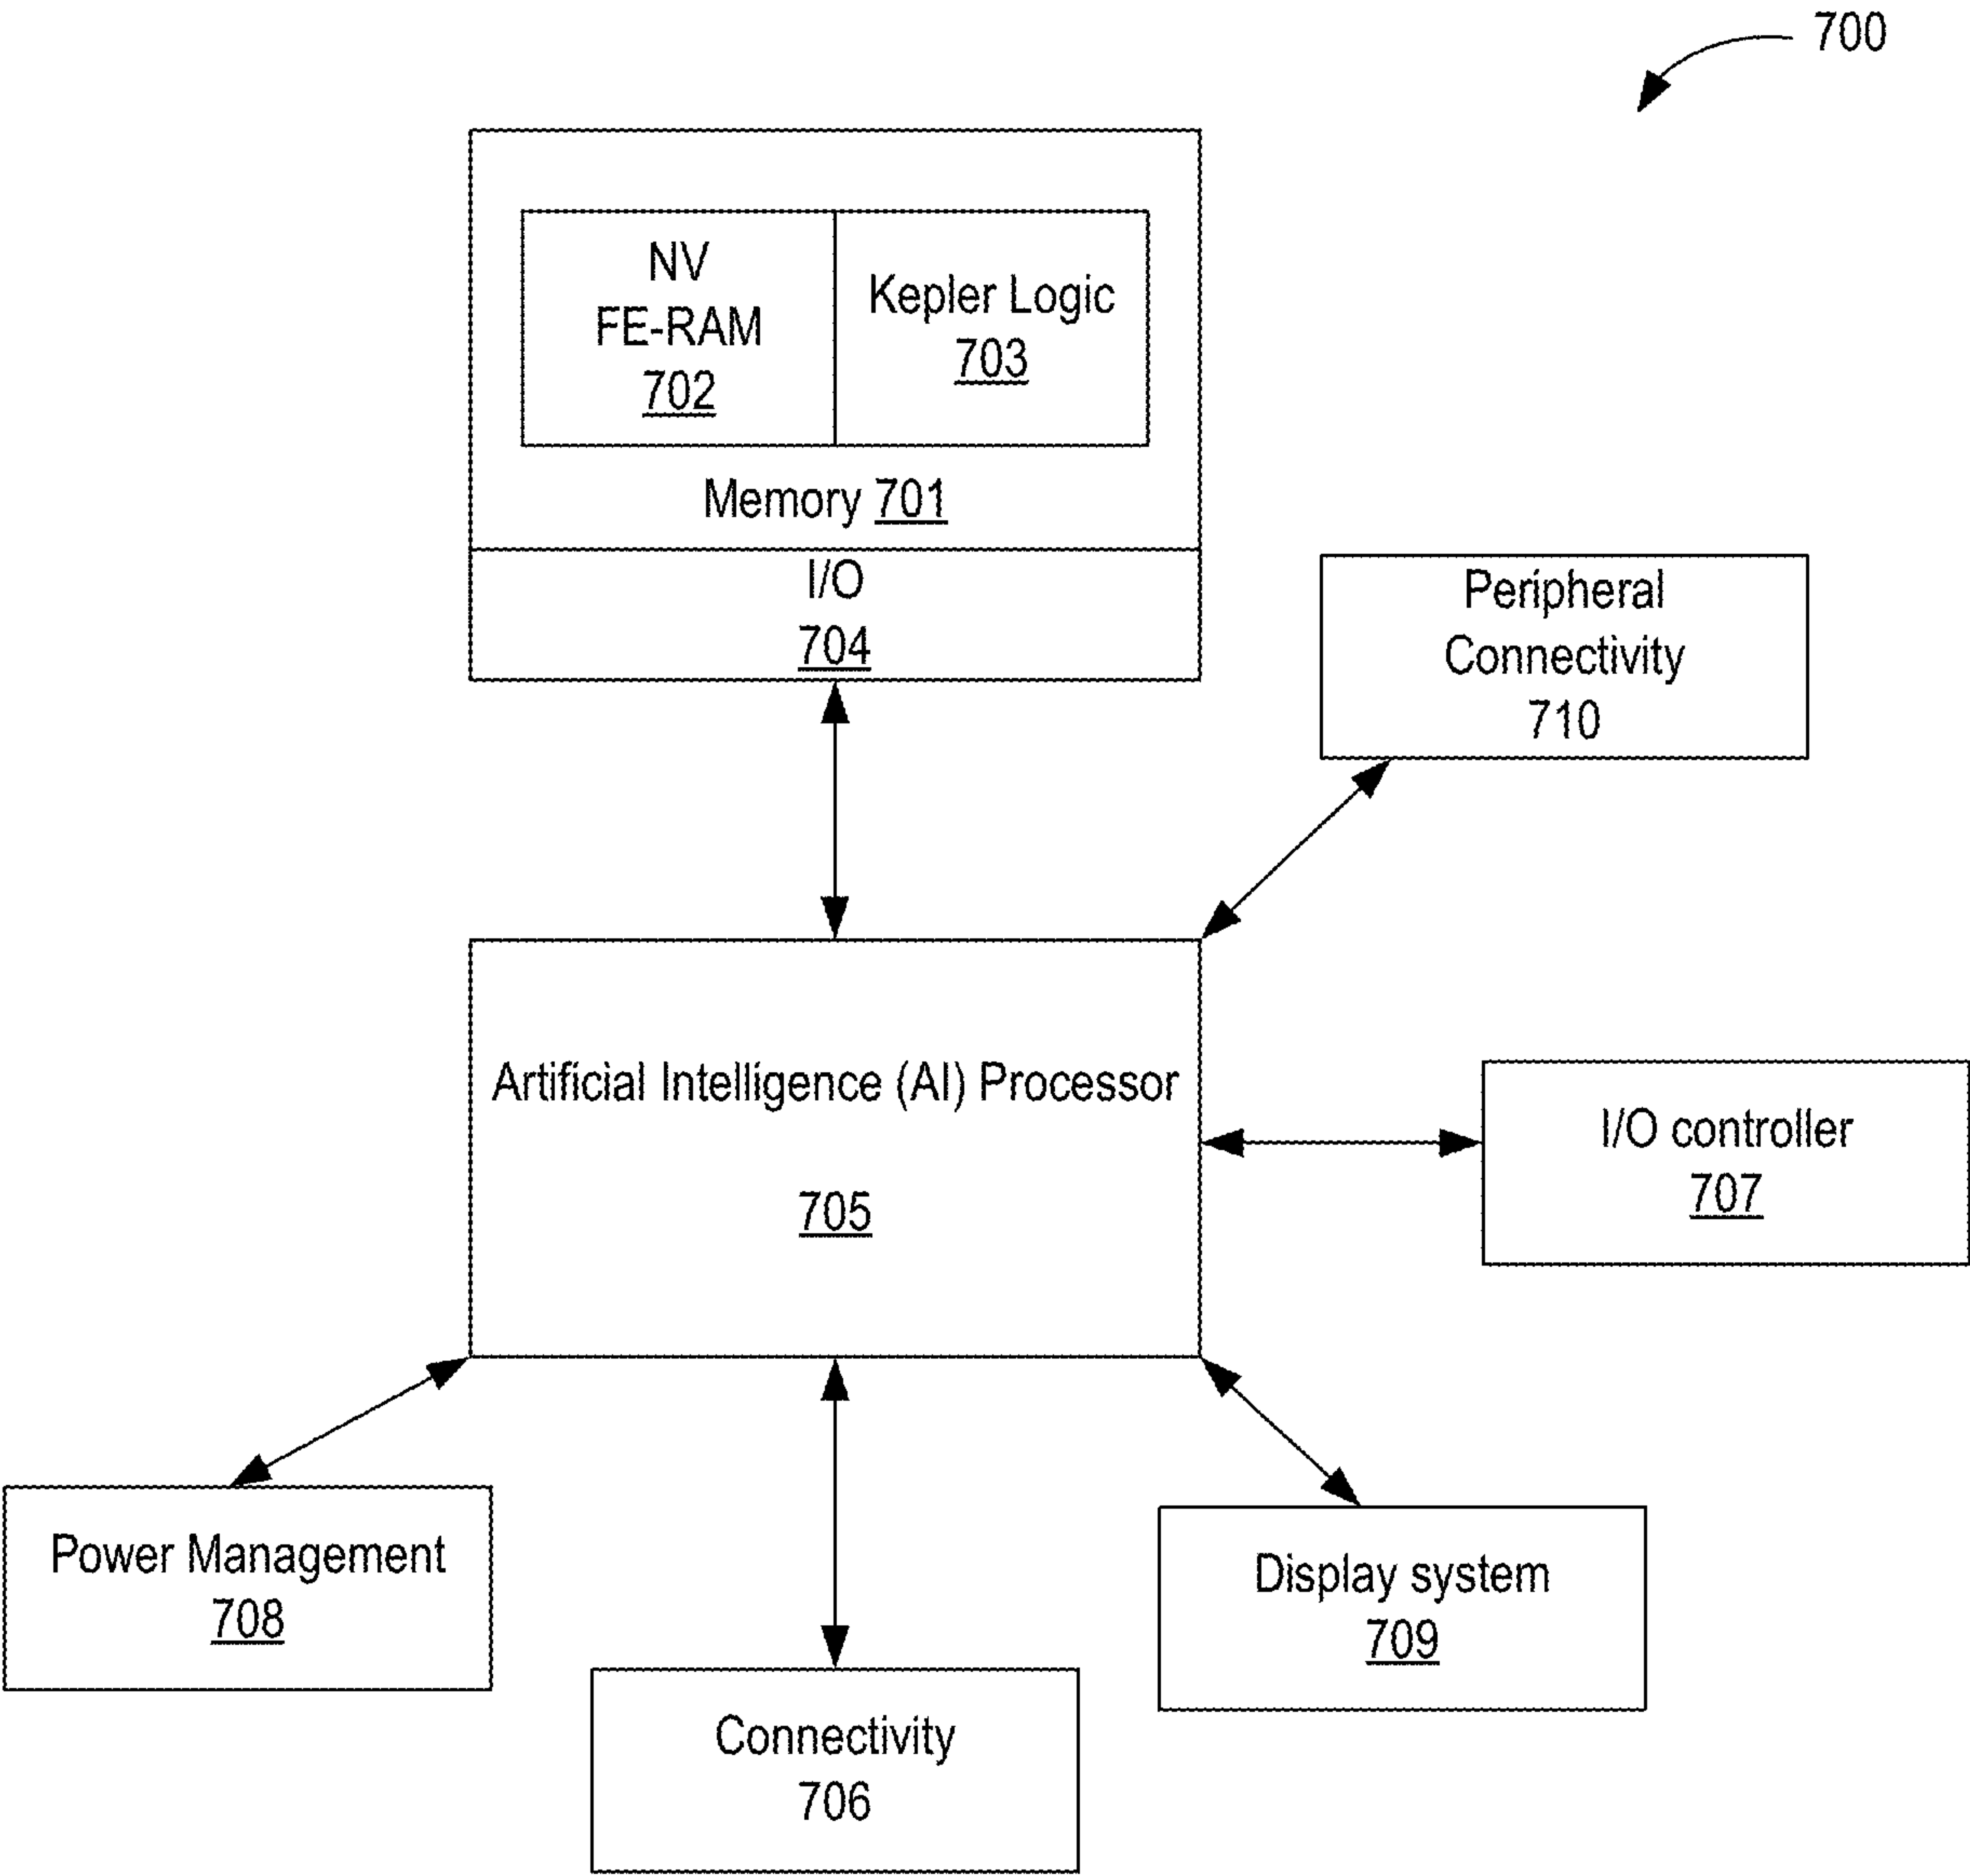 700
NV
FE-RAM
702
Kepler Logic
703
Memory 701
I/O
704
Peripheral
Connectivity
710
Artificial Intelligence (AI) Processor
705
I/O controller
707
Power Management
708
Display system
709
Connectivity
706